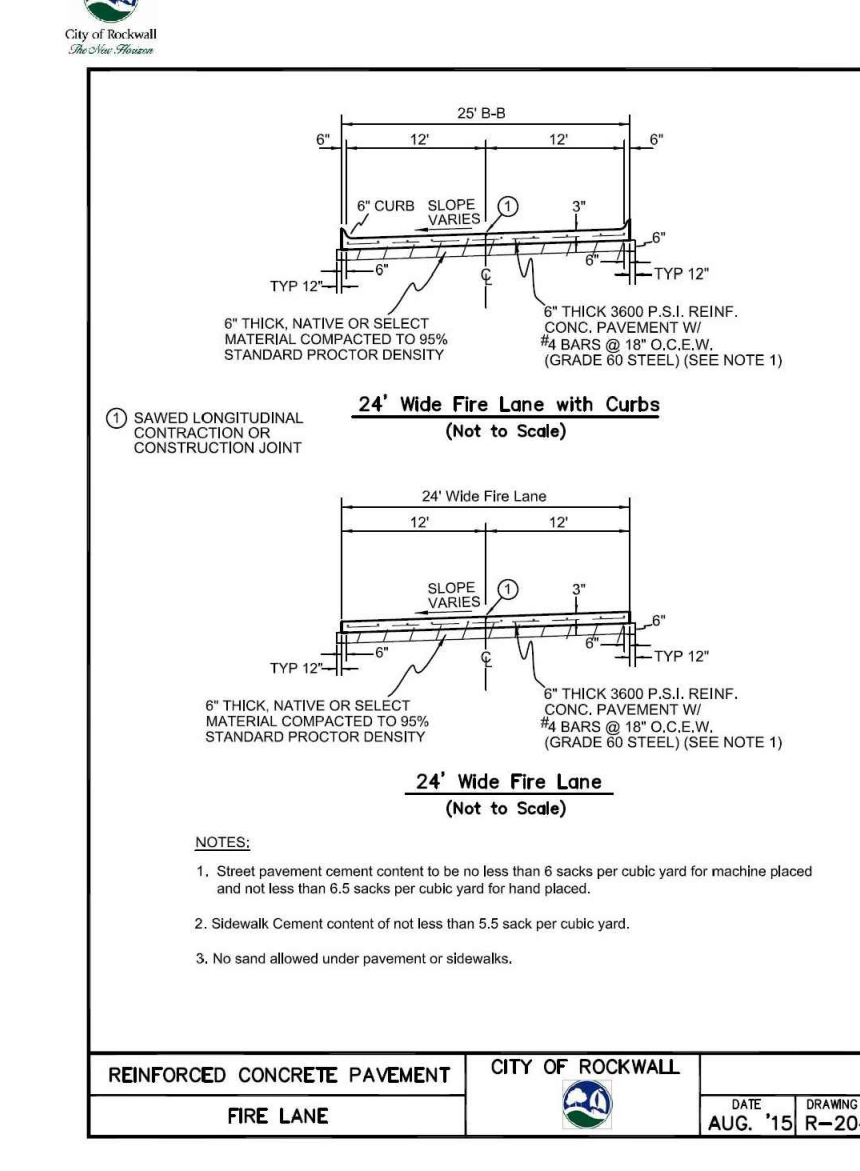 City of Rockwall
The New Horizon
25' B-B
6" 12' 12' 6"
6" CURB SLOPE VARIES 1 3"
6"
6" 6"
TYP 12" ℄ TYP 12"
6" THICK, NATIVE OR SELECT
MATERIAL COMPACTED TO 95%
STANDARD PROCTOR DENSITY
6" THICK 3600 P.S.I. REINF.
CONC. PAVEMENT W/
#4 BARS @ 18" O.C.E.W.
(GRADE 60 STEEL) (SEE NOTE 1)
24' Wide Fire Lane with Curbs
(Not to Scale)
1 SAWED LONGITUDINAL
CONTRACTION OR
CONSTRUCTION JOINT
24' Wide Fire Lane
12' 12'
SLOPE VARIES 1 3"
6"
6" 6"
TYP 12" ℄ TYP 12"
6" THICK, NATIVE OR SELECT
MATERIAL COMPACTED TO 95%
STANDARD PROCTOR DENSITY
6" THICK 3600 P.S.I. REINF.
CONC. PAVEMENT W/
#4 BARS @ 18" O.C.E.W.
(GRADE 60 STEEL) (SEE NOTE 1)
24' Wide Fire Lane
(Not to Scale)
NOTES:
1. Street pavement cement content to be no less than 6 sacks per cubic yard for machine placed
and not less than 6.5 sacks per cubic yard for hand placed.
2. Sidewalk Cement content of not less than 5.5 sack per cubic yard.
3. No sand allowed under pavement or sidewalks.
REINFORCED CONCRETE PAVEMENT
FIRE LANE
CITY OF ROCKWALL
DATE
AUG. '15
DRAWING
R-20